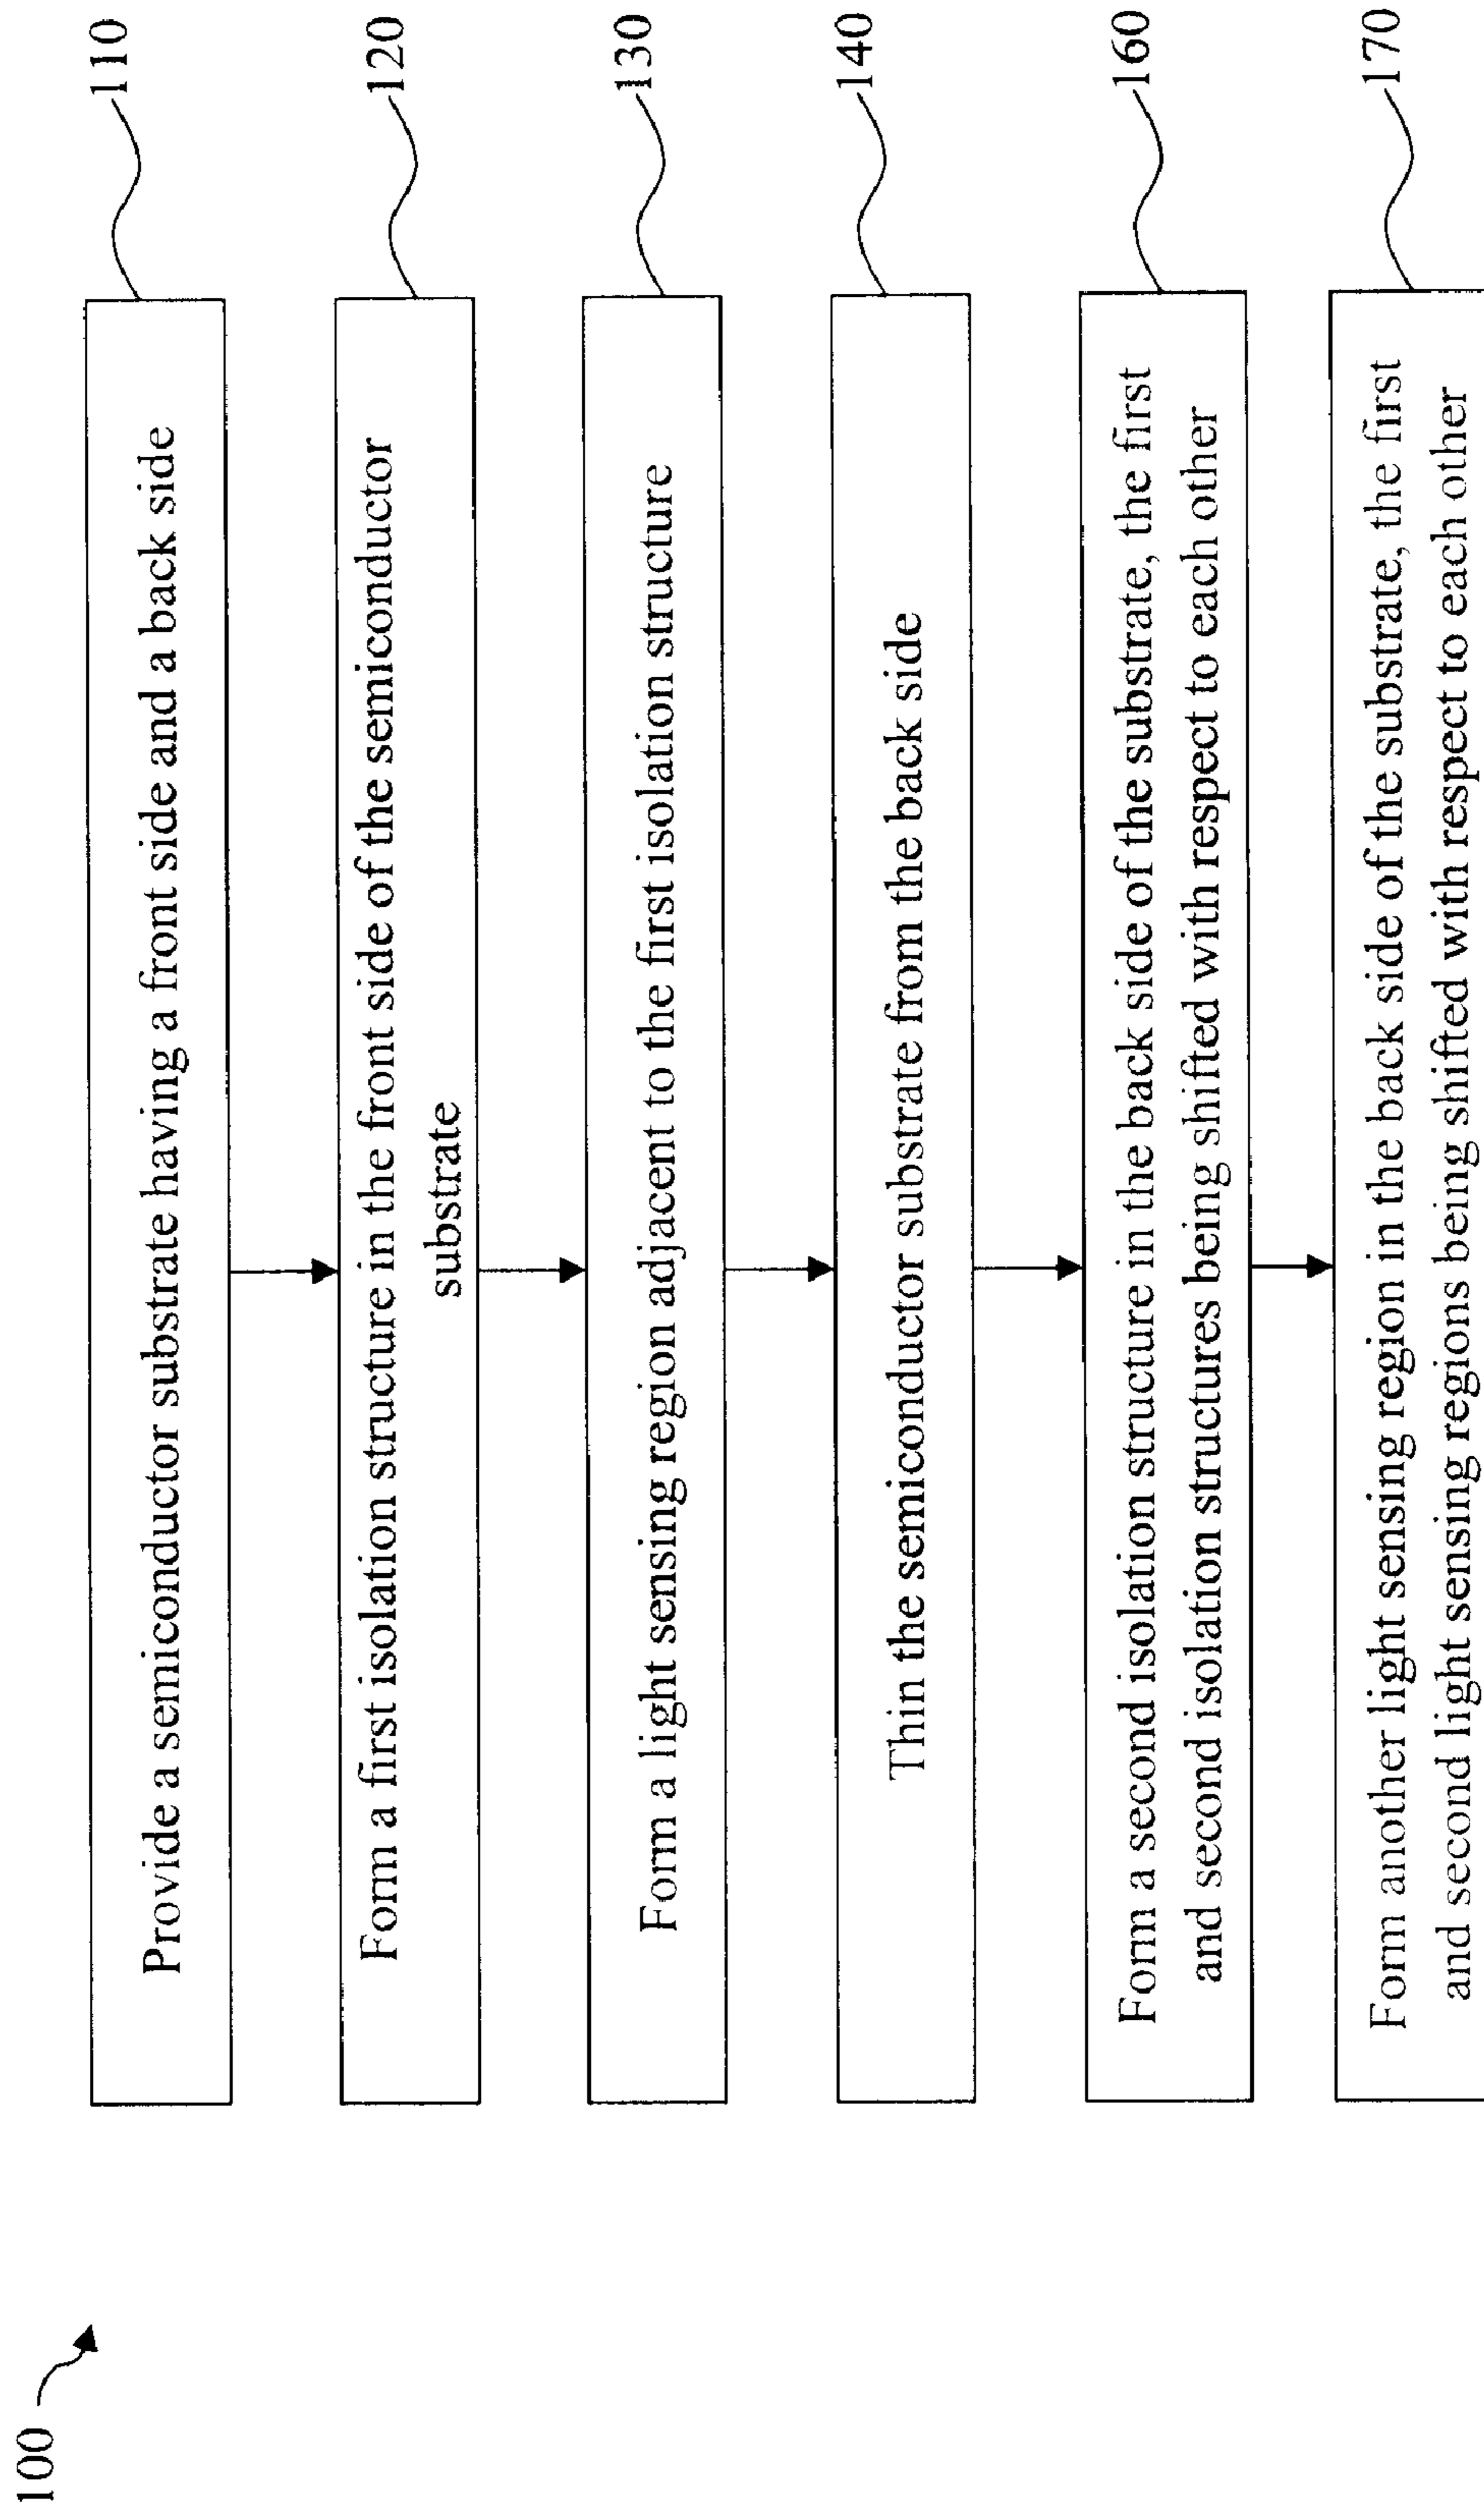 100
Provide a semiconductor substrate having a front side and a back side
110
Form a first isolation structure in the front side of the semiconductor
substrate
120
Form a light sensing region adjacent to the first isolation structure
130
Thin the semiconductor substrate from the back side
140
Form a second isolation structure in the back side of the substrate, the first
and second isolation structures being shifted with respect to each other
160
Form another light sensing region in the back side of the substrate, the first
and second light sensing regions being shifted with respect to each other
170